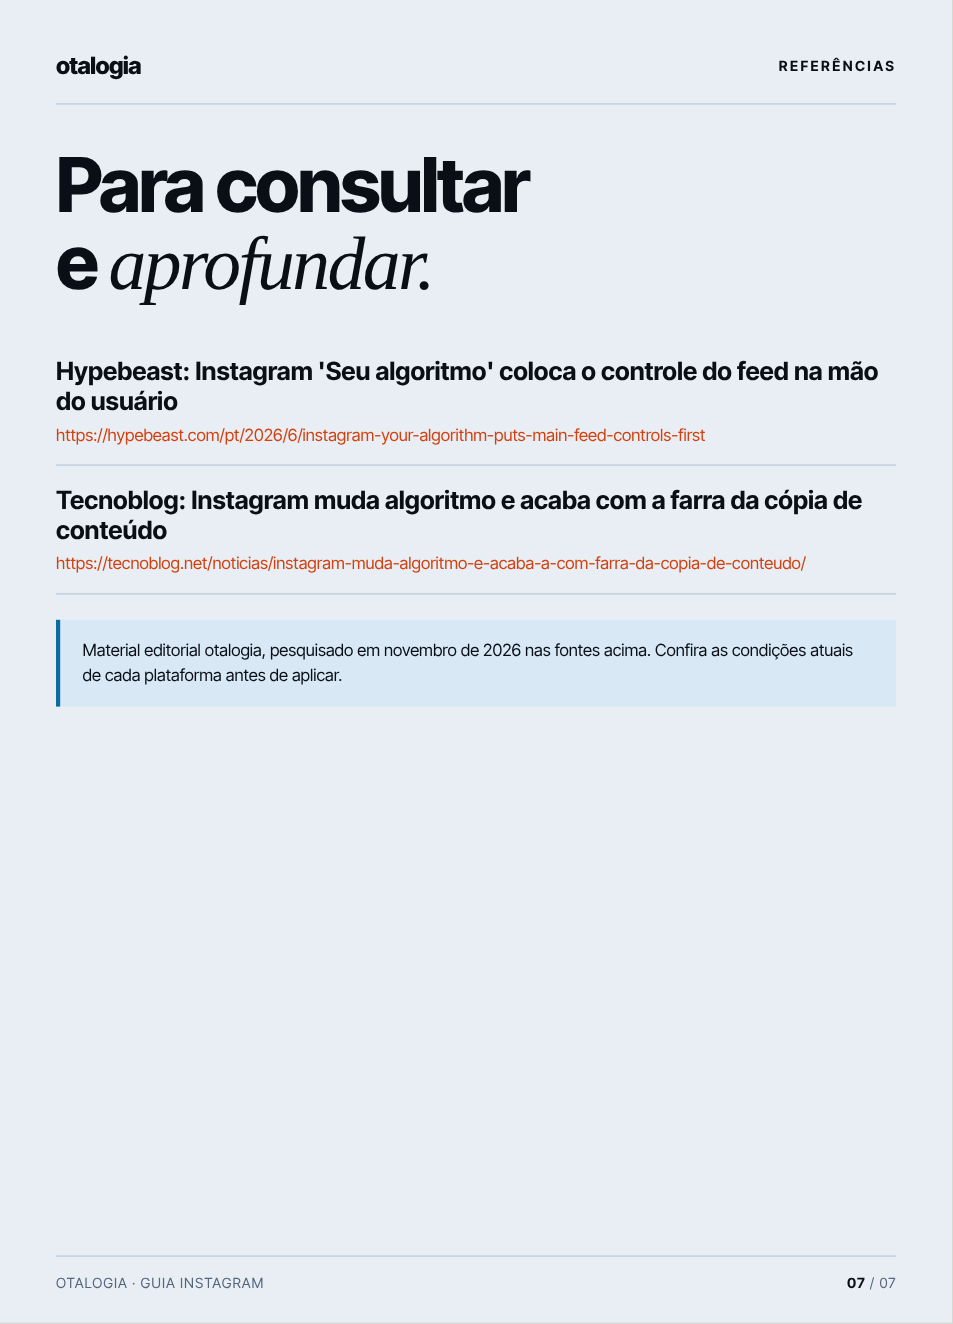 otalogia
REFERÊNCIAS
Para consultar
e aprofundar.
Hypebeast: Instagram 'Seu algoritmo' coloca o controle do feed na mão
do usuário
https://hypebeast.com/pt/2026/6/instagram-your-algorithm-puts-main-feed-controls-first
Tecnoblog: Instagram muda algoritmo e acaba com a farra da cópia de
conteúdo
https://tecnoblog.net/noticias/instagram-muda-algoritmo-e-acaba-a-com-farra-da-copia-de-conteudo/
Material editorial otalogia, pesquisado em novembro de 2026 nas fontes acima. Confira as condições atuais
de cada plataforma antes de aplicar.
OTALOGIA · GUIA INSTAGRAM
07 / 07